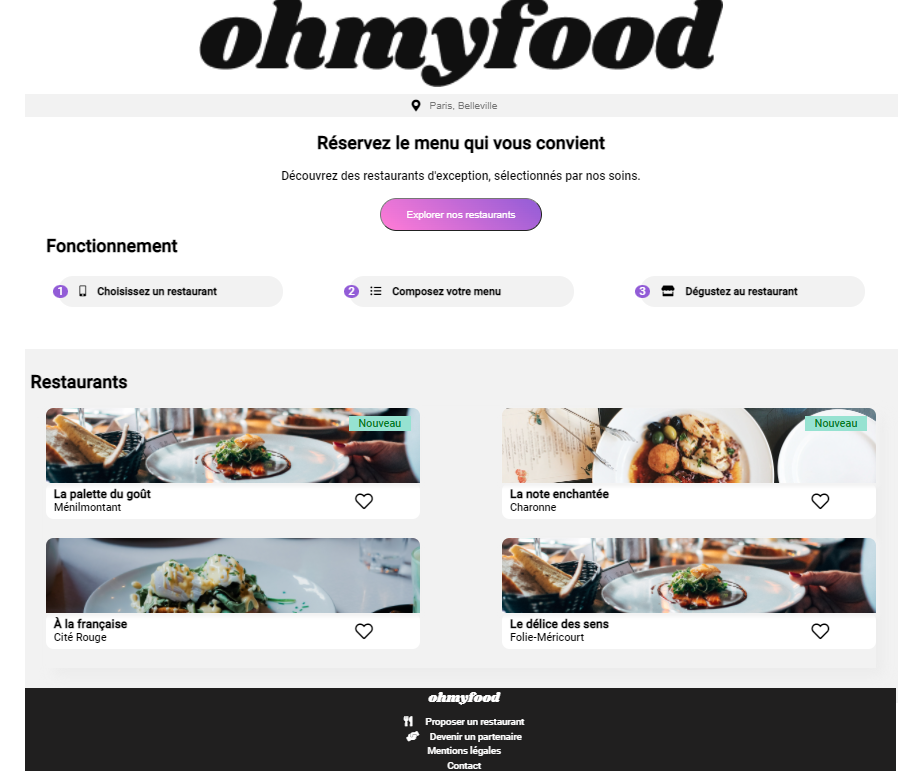 ohmyfood
Paris, Belleville
Réservez le menu qui vous convient
Découvrez des restaurants d'exception, sélectionnés par nos soins.
Explorer nos restaurants
Fonctionnement
1 Choisissez un restaurant
2 Composez votre menu
3 Dégustez au restaurant
Restaurants
Nouveau
La palette du goût
Ménilmontant
Nouveau
La note enchantée
Charonne
À la française
Cité Rouge
Le délice des sens
Folie-Méricourt
ohmyfood
Proposer un restaurant
Devenir un partenaire
Mentions légales
Contact